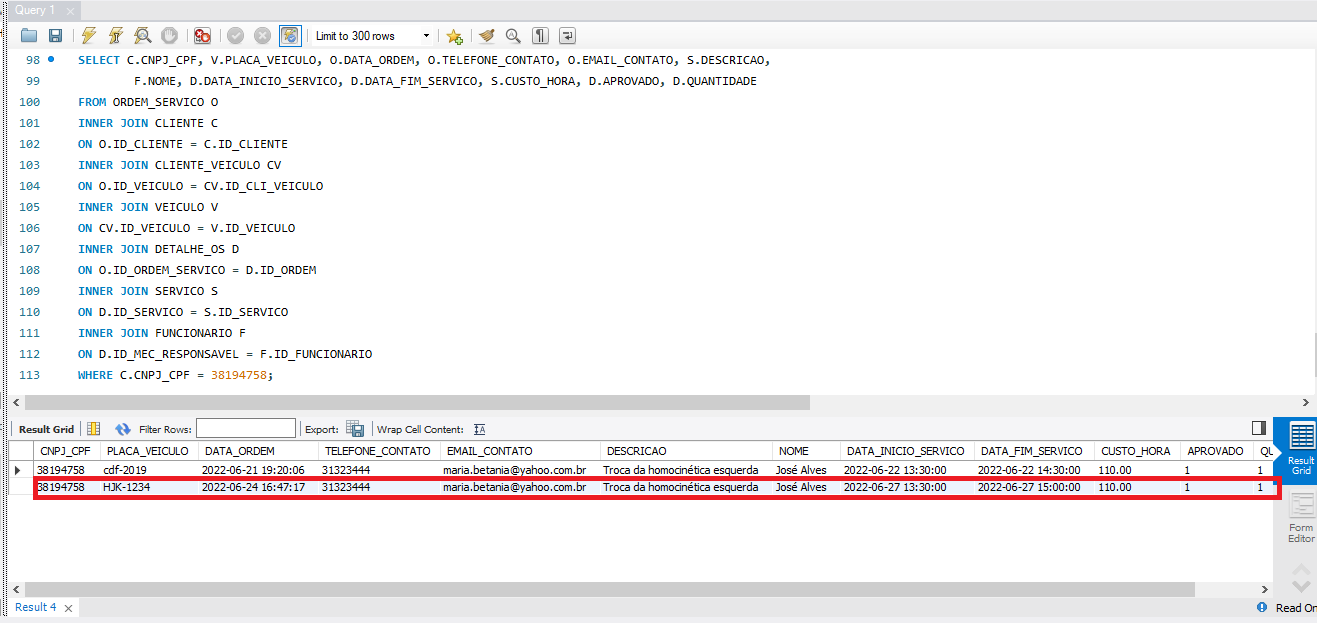 Query 1
Limit to 300 rows
98 SELECT C.CNPJ_CPF, V.PLACA_VEICULO, O.DATA_ORDEM, O.TELEFONE_CONTATO, O.EMAIL_CONTATO, S.DESCRICAO,
99 F.NOME, D.DATA_INICIO_SERVICO, D.DATA_FIM_SERVICO, S.CUSTO_HORA, D.APROVADO, D.QUANTIDADE
100 FROM ORDEM_SERVICO O
101 INNER JOIN CLIENTE C
102 ON O.ID_CLIENTE = C.ID_CLIENTE
103 INNER JOIN CLIENTE_VEICULO CV
104 ON O.ID_VEICULO = CV.ID_CLI_VEICULO
105 INNER JOIN VEICULO V
106 ON CV.ID_VEICULO = V.ID_VEICULO
107 INNER JOIN DETALHE_OS D
108 ON O.ID_ORDEM_SERVICO = D.ID_ORDEM
109 INNER JOIN SERVICO S
110 ON D.ID_SERVICO = S.ID_SERVICO
111 INNER JOIN FUNCIONARIO F
112 ON D.ID_MEC_RESPONSAVEL = F.ID_FUNCIONARIO
113 WHERE C.CNPJ_CPF = 38194758;
Result Grid Filter Rows: Export: Wrap Cell Content:
CNPJ_CPF PLACA_VEICULO DATA_ORDEM TELEFONE_CONTATO EMAIL_CONTATO DESCRICAO NOME DATA_INICIO_SERVICO DATA_FIM_SERVICO CUSTO_HORA APROVADO QU
38194758 cdf-2019 2022-06-21 19:20:06 31323444 maria.betania@yahoo.com.br Troca da homocinética esquerda José Alves 2022-06-22 13:30:00 2022-06-22 14:30:00 110.00 1 1
38194758 HJK-1234 2022-06-24 16:47:17 31323444 maria.betania@yahoo.com.br Troca da homocinética esquerda José Alves 2022-06-27 13:30:00 2022-06-27 15:00:00 110.00 1 1
Result
Grid
Form
Editor
Result 4
Read On